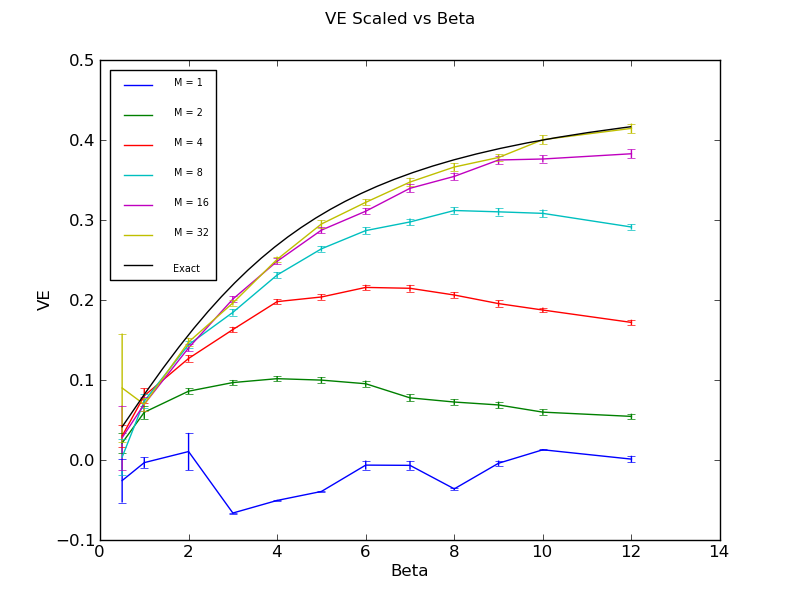 VE Scaled vs Beta
0.5
0.4
0.3
0.2
0.1
0.0
−0.1
VE
M = 1
M = 2
M = 4
M = 8
M = 16
M = 32
Exact
0 2 4 6 8 10 12 14
Beta